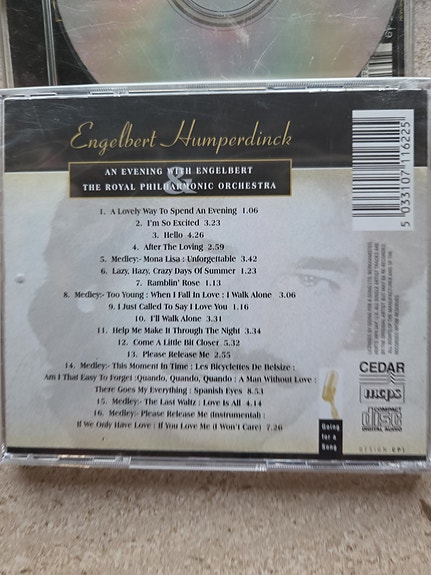 Engelbert Humperdinck
AN EVENING WITH ENGELBERT
&
THE ROYAL PHILHARMONIC ORCHESTRA
1. A Lovely Way To Spend An Evening 1.06
2. I'm So Excited 3.23
3. Hello 4.26
4. After The Loving 2.59
5. Medley:- Mona Lisa : Unforgettable 3.42
6. Lazy, Hazy, Crazy Days Of Summer 1.23
7. Ramblin' Rose 1.13
8. Medley:- Too Young : When I Fall In Love : I Walk Alone 3.06
9. I Just Called To Say I Love You 1.16
10. I'll Walk Alone 3.31
11. Help Me Make It Through The Night 3.34
12. Come A Little Bit Closer 5.32
13. Please Release Me 2.55
14. Medley:- This Moment In Time : Les Bicyclettes De Belsize :
Am I That Easy To Forget :Quando, Quando, Quando : A Man Without Love :
There Goes My Everything : Spanish Eyes 8.53
15. Medley:- The Last Waltz : Love Is All 4.14
16. Medley:- Please Release Me (Instrumental) :
If We Only Have Love : If You Love Me (I Won't Care) 7.26
5 033107 116225
CEDAR
mcps
COMPACT
disc
DIGITAL AUDIO
Going
for a
Song
DESIGN EPI